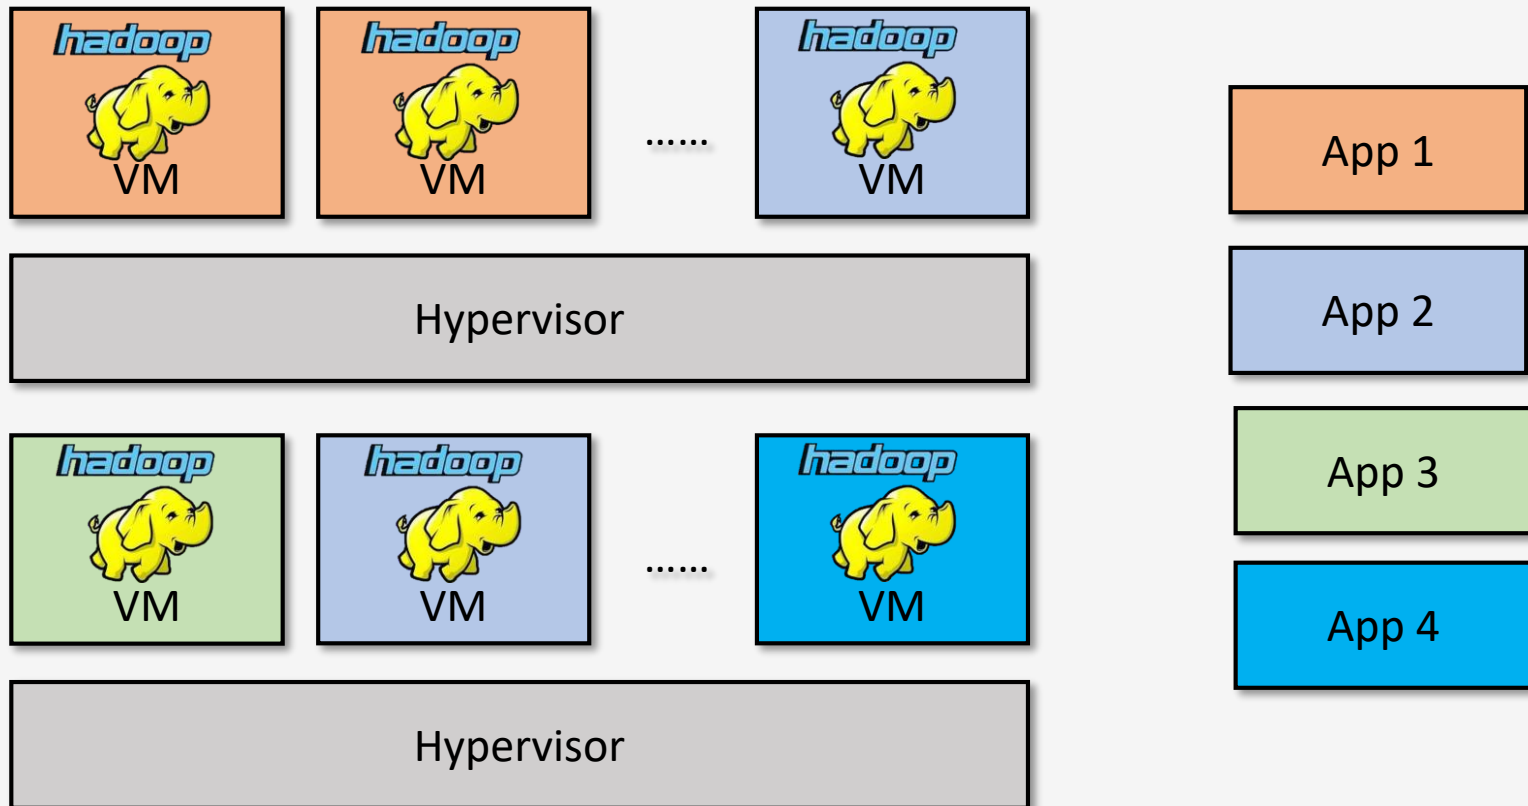 hadoop
VM
hadoop
VM
......
hadoop
VM
Hypervisor
hadoop
VM
hadoop
VM
......
hadoop
VM
Hypervisor
App 1
App 2
App 3
App 4